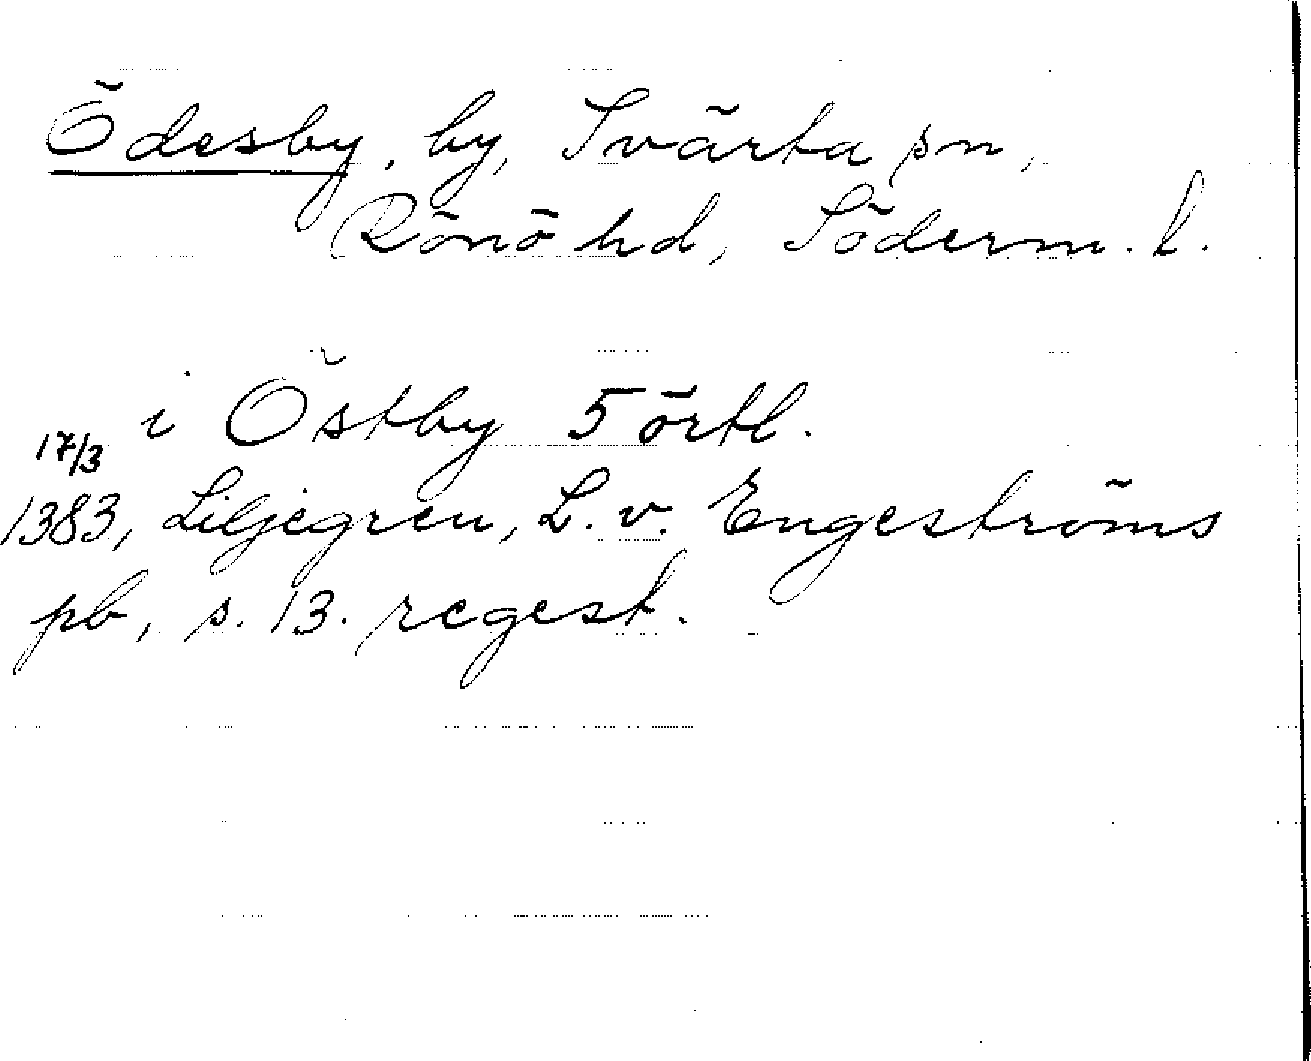 Ödesby, by, Svärta sn,
Rönö hd, Söderm. l.
i Östby 5 örtl.
17/3
1383, Liljegren, L. v. Engeströms
pb, s. 13. regest.